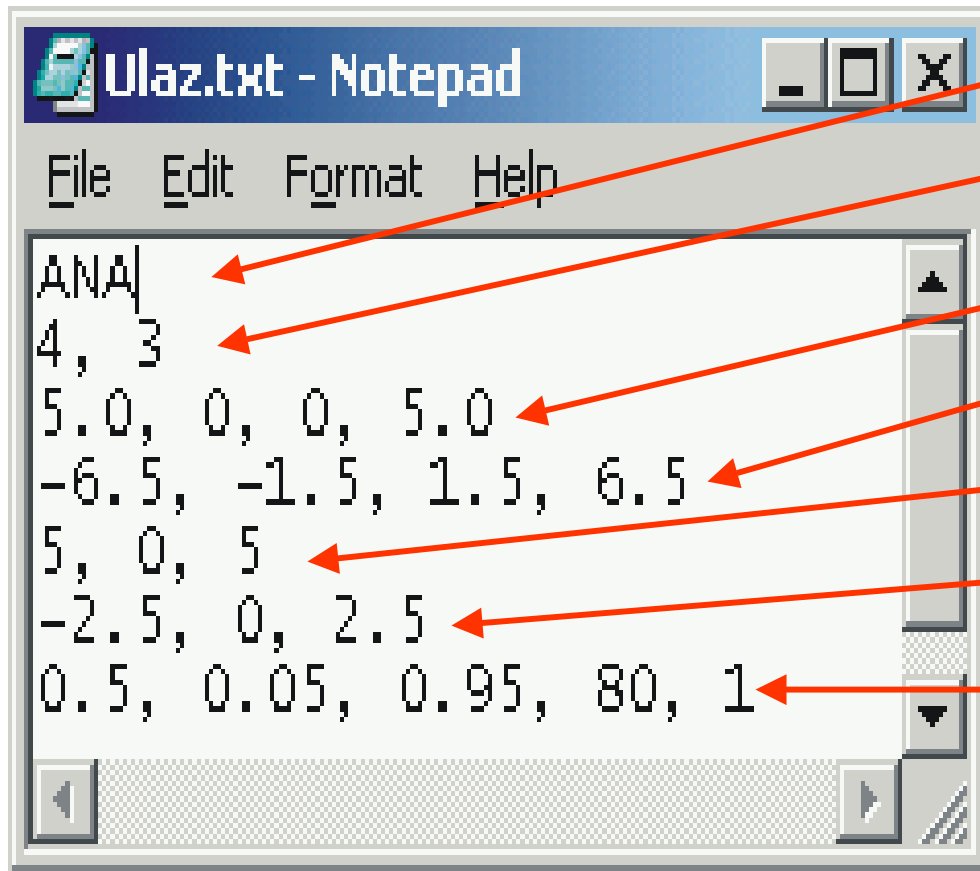 Ulaz.txt - Notepad
File Edit Format Help
ANA
4, 3
5.0, 0, 0, 5.0
-6.5, -1.5, 1.5, 6.5
5, 0, 5
-2.5, 0, 2.5
0.5, 0.05, 0.95, 80, 1